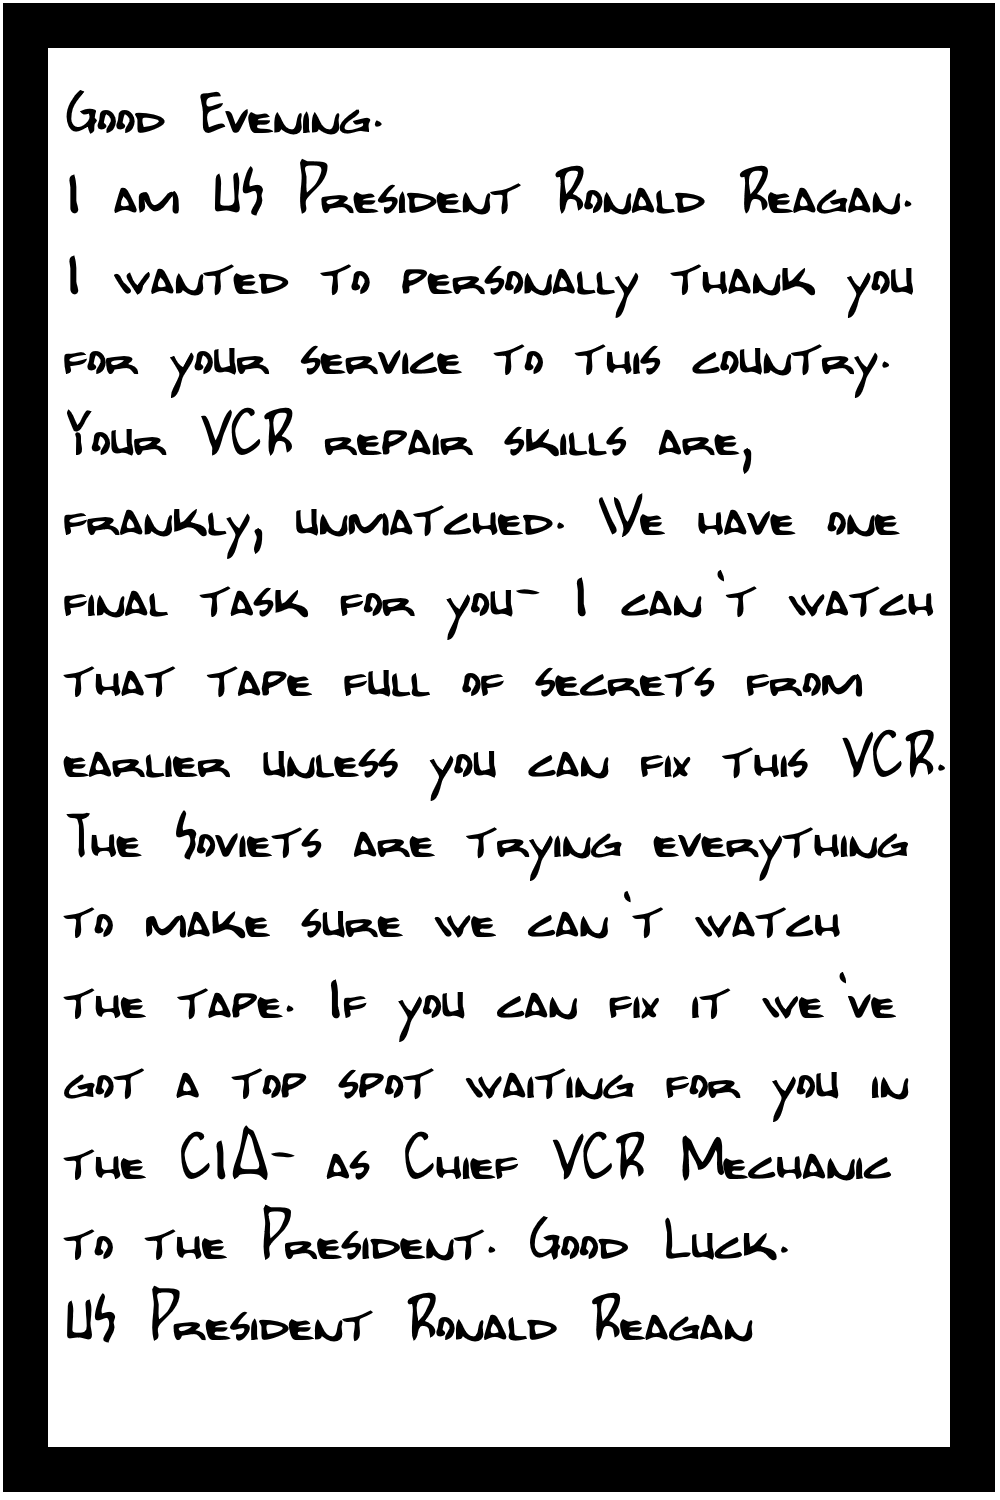 Good Evening.
I am US President Ronald Reagan.
I wanted to personally thank you
for your service to this country.
Your VCR repair skills are,
frankly, unmatched. We have one
final task for you- I can't watch
that tape full of secrets from
earlier unless you can fix this VCR.
The Soviets are trying everything
to make sure we can't watch
the tape. If you can fix it we've
got a top spot waiting for you in
the CIA- as Chief VCR Mechanic
to the President. Good Luck.
US President Ronald Reagan